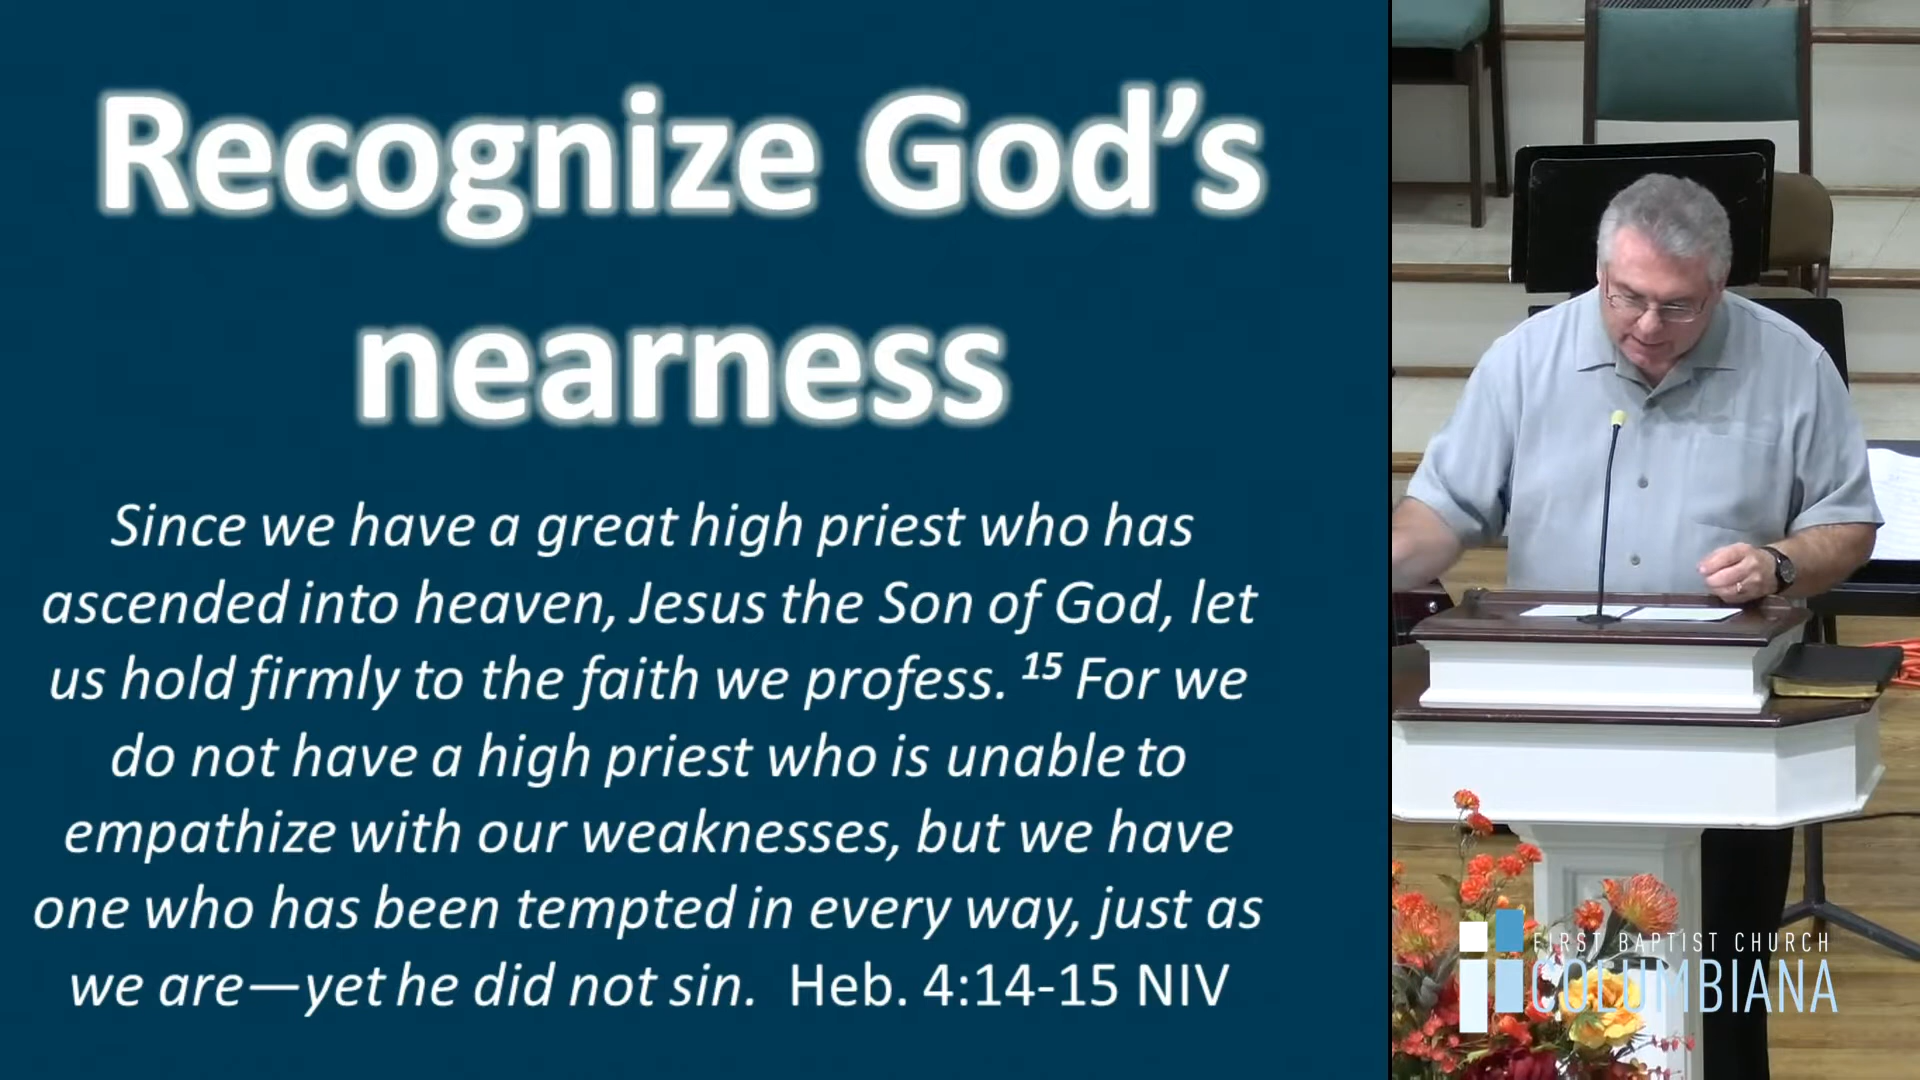 Recognize God's
nearness
Since we have a great high priest who has
ascended into heaven, Jesus the Son of God, let
us hold firmly to the faith we profess. 15 For we
do not have a high priest who is unable to
empathize with our weaknesses, but we have
one who has been tempted in every way, just as
we are—yet he did not sin. Heb. 4:14-15 NIV
FIRST BAPTIST CHURCH
COLUMBIANA